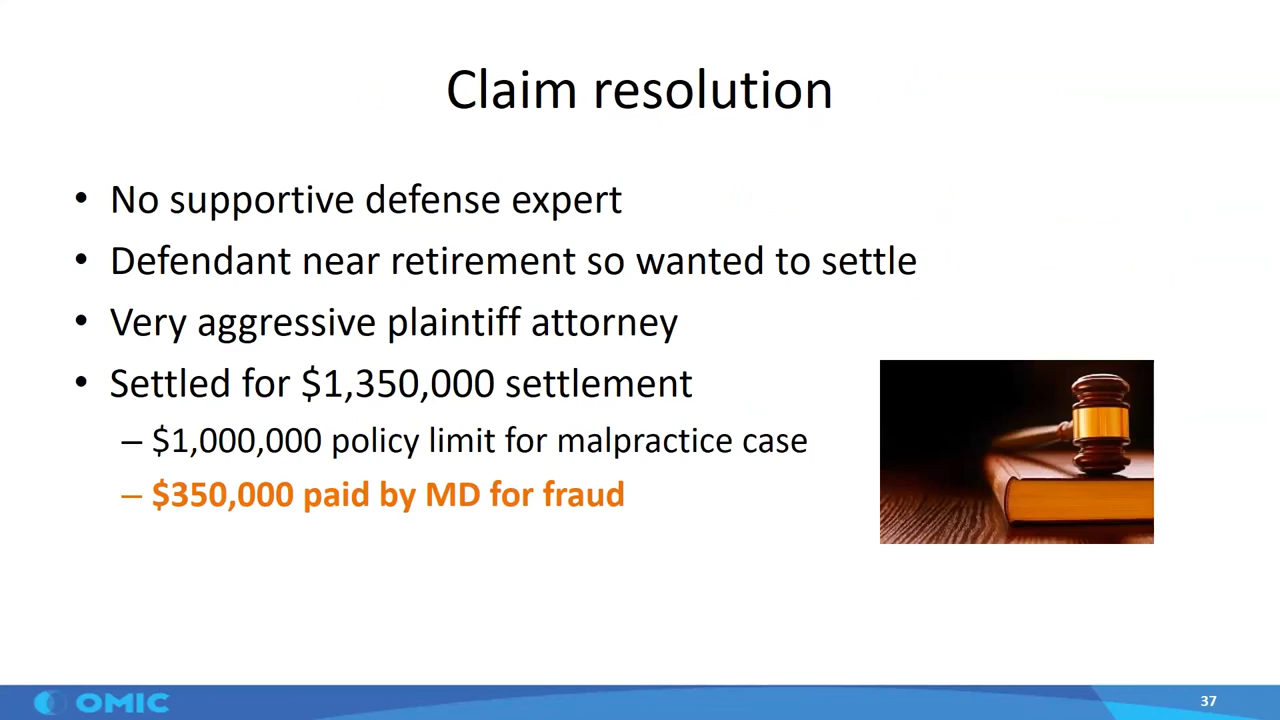 Claim resolution
• No supportive defense expert
• Defendant near retirement so wanted to settle
• Very aggressive plaintiff attorney
• Settled for $1,350,000 settlement
– $1,000,000 policy limit for malpractice case
– $350,000 paid by MD for fraud
OMIC
37